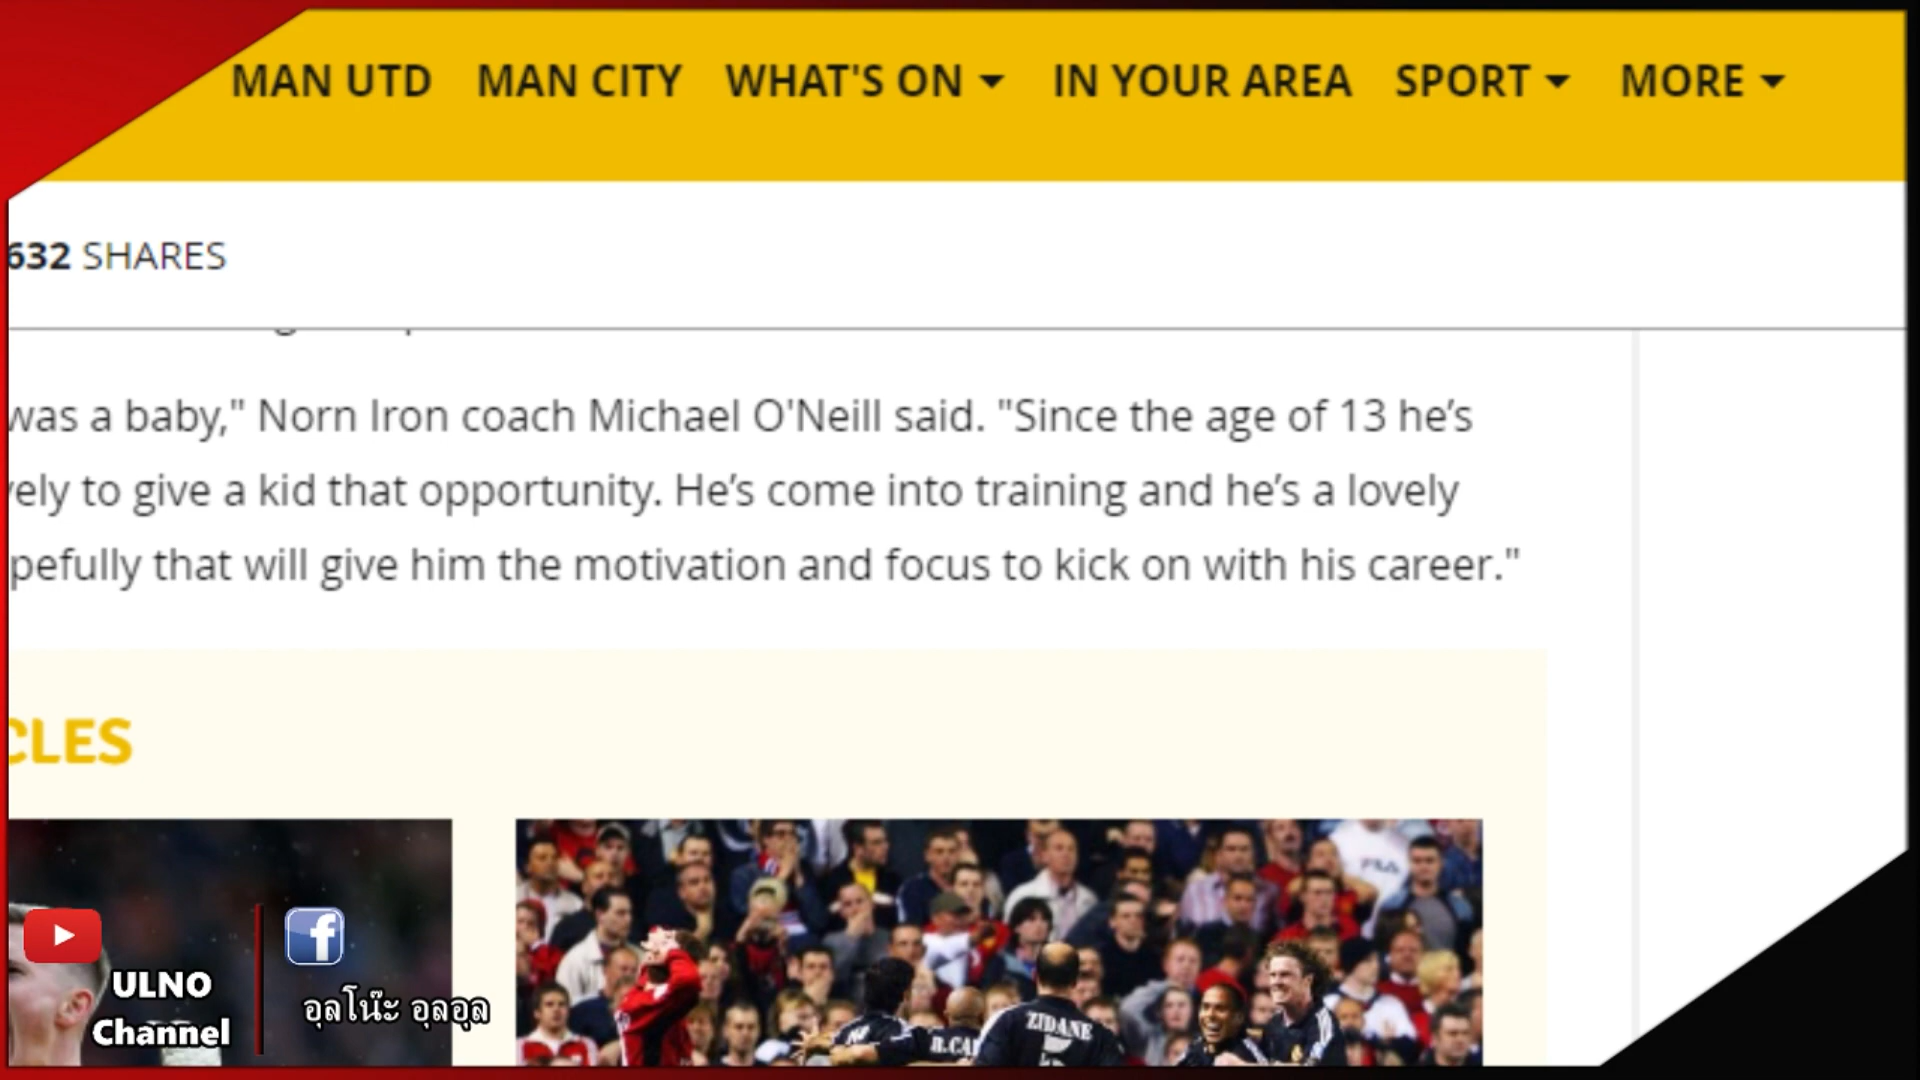 MAN UTD MAN CITY WHAT'S ON IN YOUR AREA SPORT MORE
632 SHARES
was a baby," Norn Iron coach Michael O'Neill said. "Since the age of 13 he's
vely to give a kid that opportunity. He's come into training and he's a lovely
pefully that will give him the motivation and focus to kick on with his career."
CLES
FILA
ZIDANE
R.CA
ULNO
Channel
อุลโน๊ะ อุลอุล